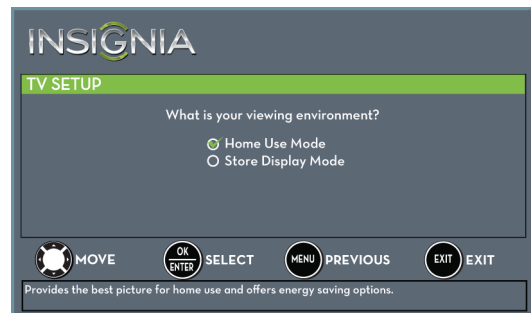 INSIGNIA
TV SETUP
What is your viewing environment?
Home Use Mode
Store Display Mode
MOVE OK ENTER SELECT MENU PREVIOUS EXIT EXIT
Provides the best picture for home use and offers energy saving options.